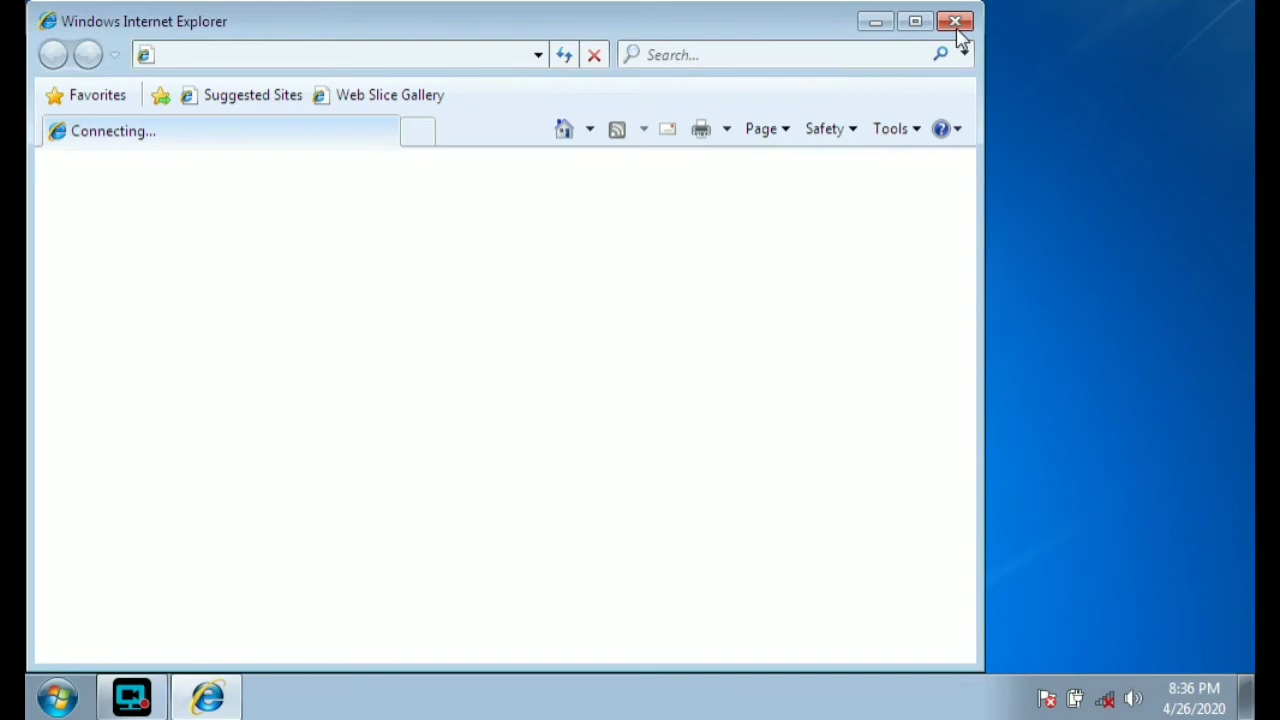 Windows Internet Explorer
Search...
Favorites Suggested Sites Web Slice Gallery
Connecting... Page Safety Tools
8:36 PM
4/26/2020